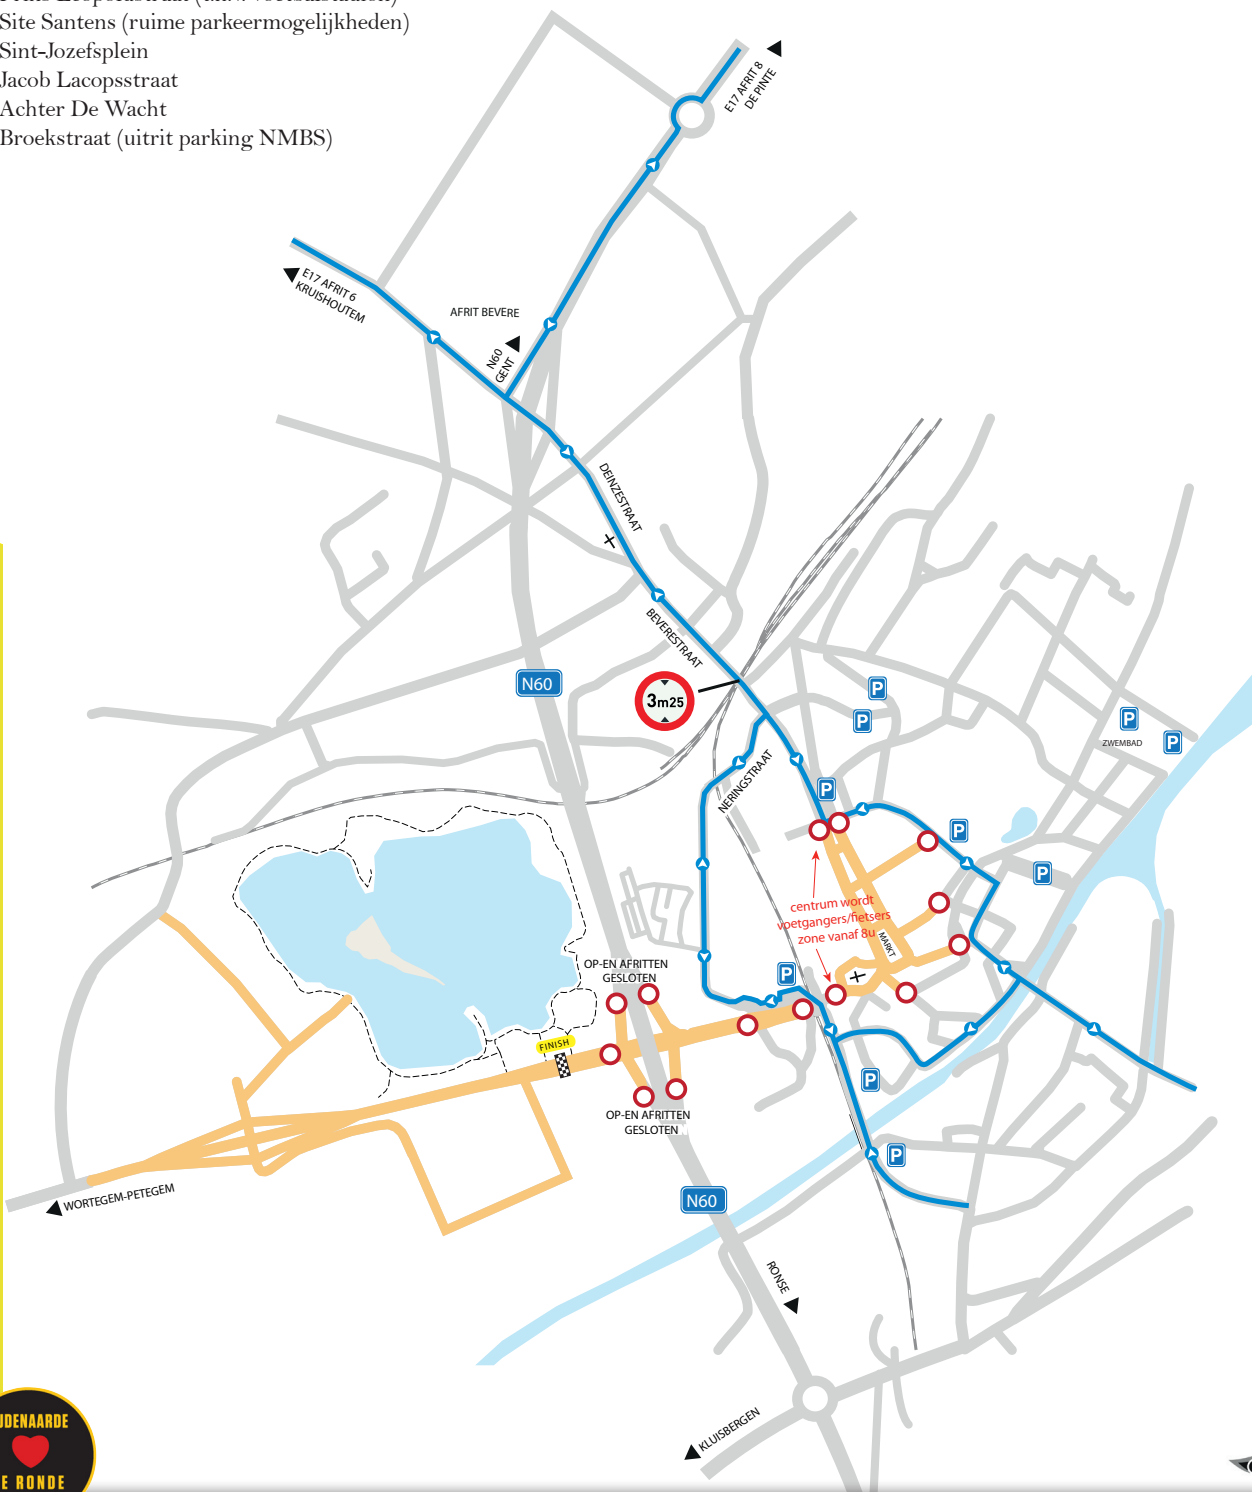 Site Santens (ruime parkeermogelijkheden)
Sint-Jozefsplein
Jacob Lacopsstraat
Achter De Wacht
Broekstraat (uitrit parking NMBS)
E17 AFRIT 8
DE PINTE
E17 AFRIT 6
KRUISHOUTEM
AFRIT BEVERE
N60
GENT
DEINZESTRAAT
BEVERESTRAAT
N60
3m25
P
P
P
ZWEMBAD
P
NERINGSTRAAT
P
P
P
centrum wordt
voetgangers/fietsers
zone vanaf 8u
MARKT
OP-EN AFRITTEN
GESLOTEN
P
FINISH
P
OP-EN AFRITTEN
GESLOTEN
P
WORTEGEM-PETEGEM
N60
RONSE
KLUISBERGEN
UDENAARDE
E RONDE